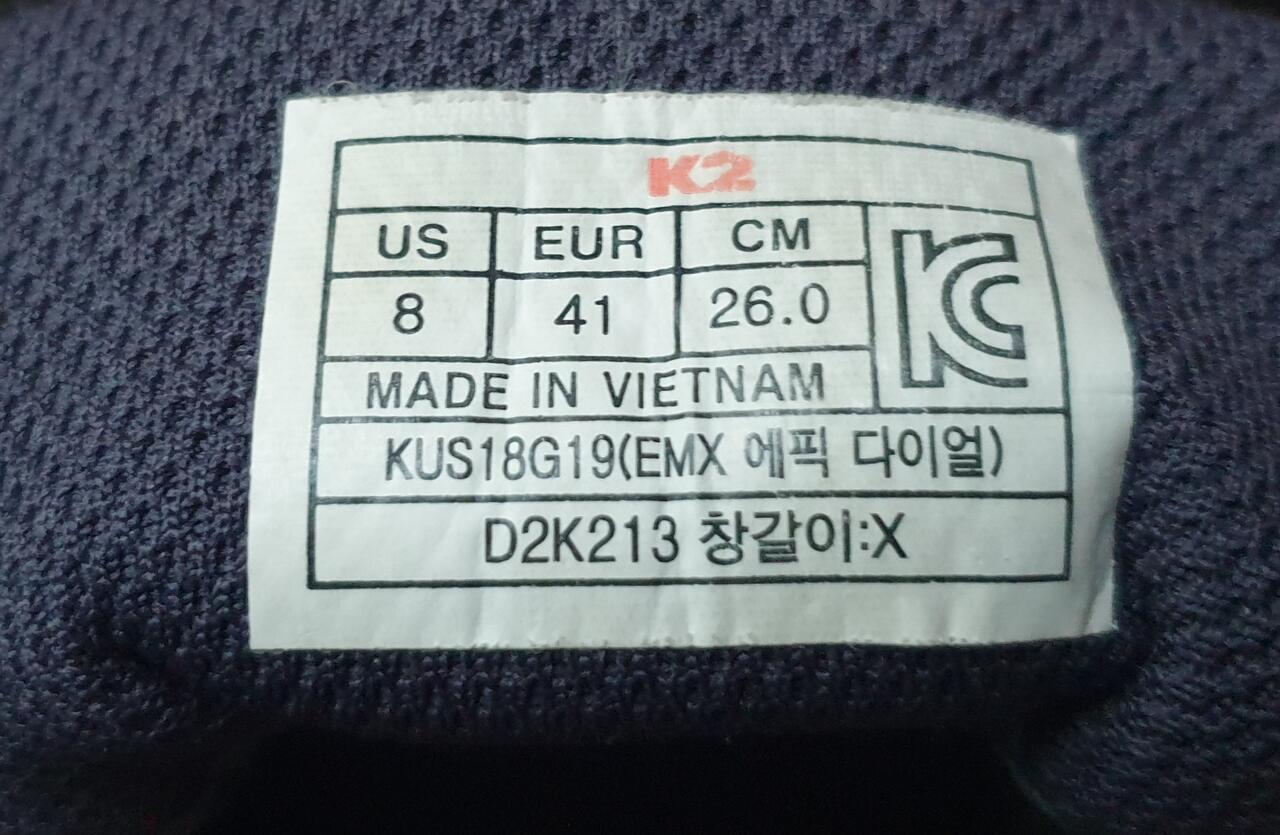 K2
US EUR CM
8 41 26.0
KC
MADE IN VIETNAM
KUS18G19(EMX 에픽 다이얼)
D2K213 창갈이:X